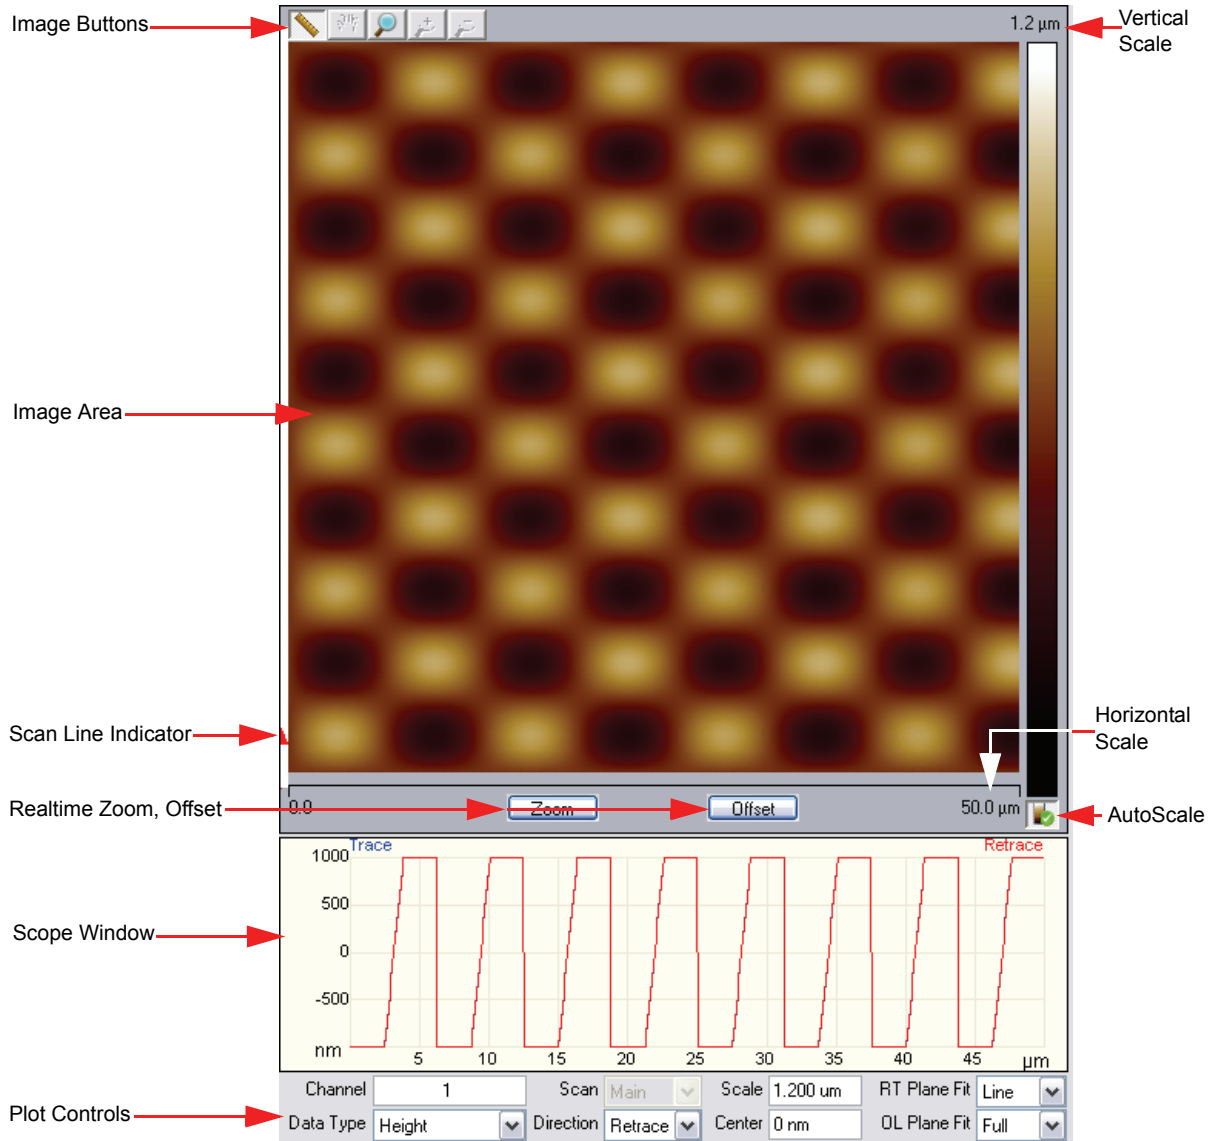 Image Buttons
1.2 µm
Vertical
Scale
Image Area
Scan Line Indicator
Horizontal
Scale
Realtime Zoom, Offset
0.0
Zoom
Offset
50.0 µm
AutoScale
Trace
Retrace
1000
500
Scope Window
0
-500
nm
5 10 15 20 25 30 35 40 45 µm
Channel 1 Scan Main Scale 1.200 um RT Plane Fit Line
Plot Controls
Data Type Height Direction Retrace Center 0 nm OL Plane Fit Full